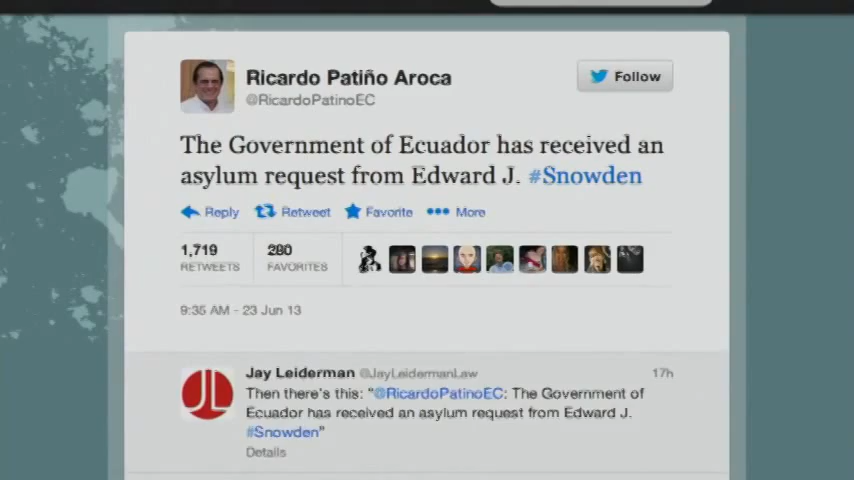 Ricardo Patiño Aroca
@RicardoPatinoEC
Follow
The Government of Ecuador has received an
asylum request from Edward J. #Snowden
Reply Retweet Favorite More
1,719 280
RETWEETS FAVORITES
9:35 AM - 23 Jun 13
Jay Leiderman @JayLeidermanLaw 17h
JL
Then there's this: "@RicardoPatinoEC: The Government of
Ecuador has received an asylum request from Edward J.
#Snowden"
Details